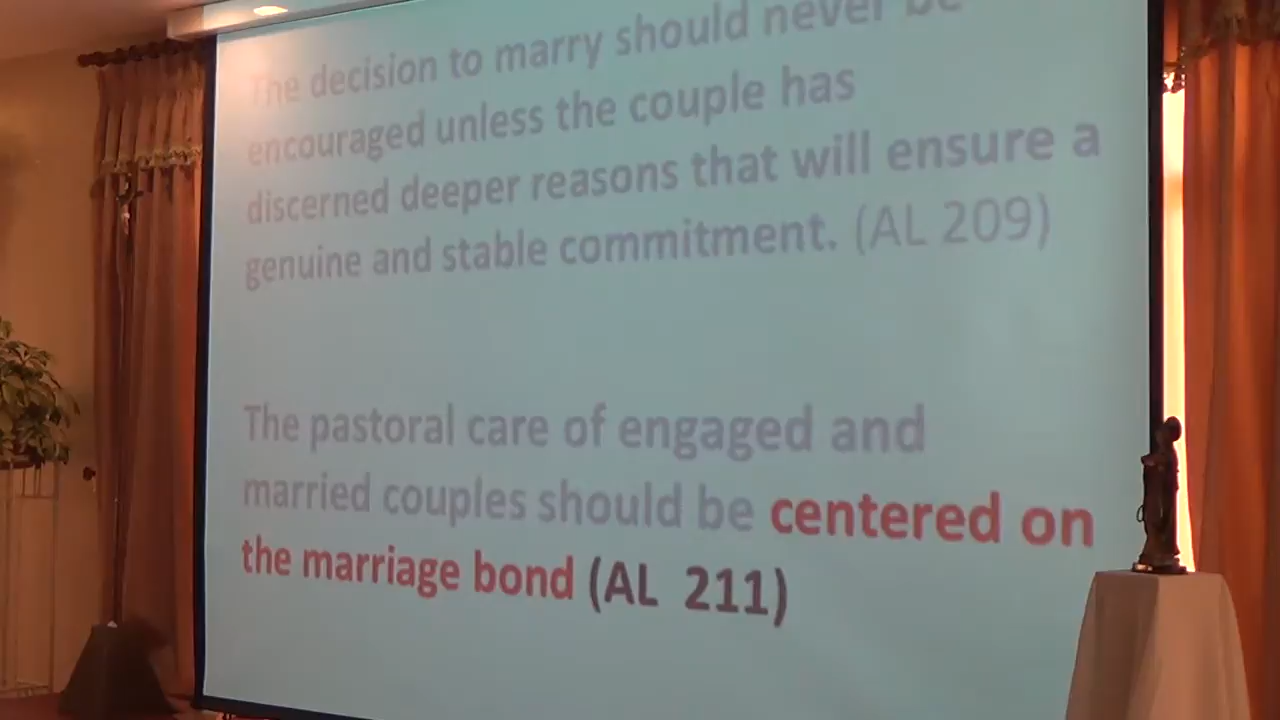 The decision to marry should never be
encouraged unless the couple has
discerned deeper reasons that will ensure a
genuine and stable commitment. (AL 209)
The pastoral care of engaged and
married couples should be centered on
the marriage bond (AL 211)